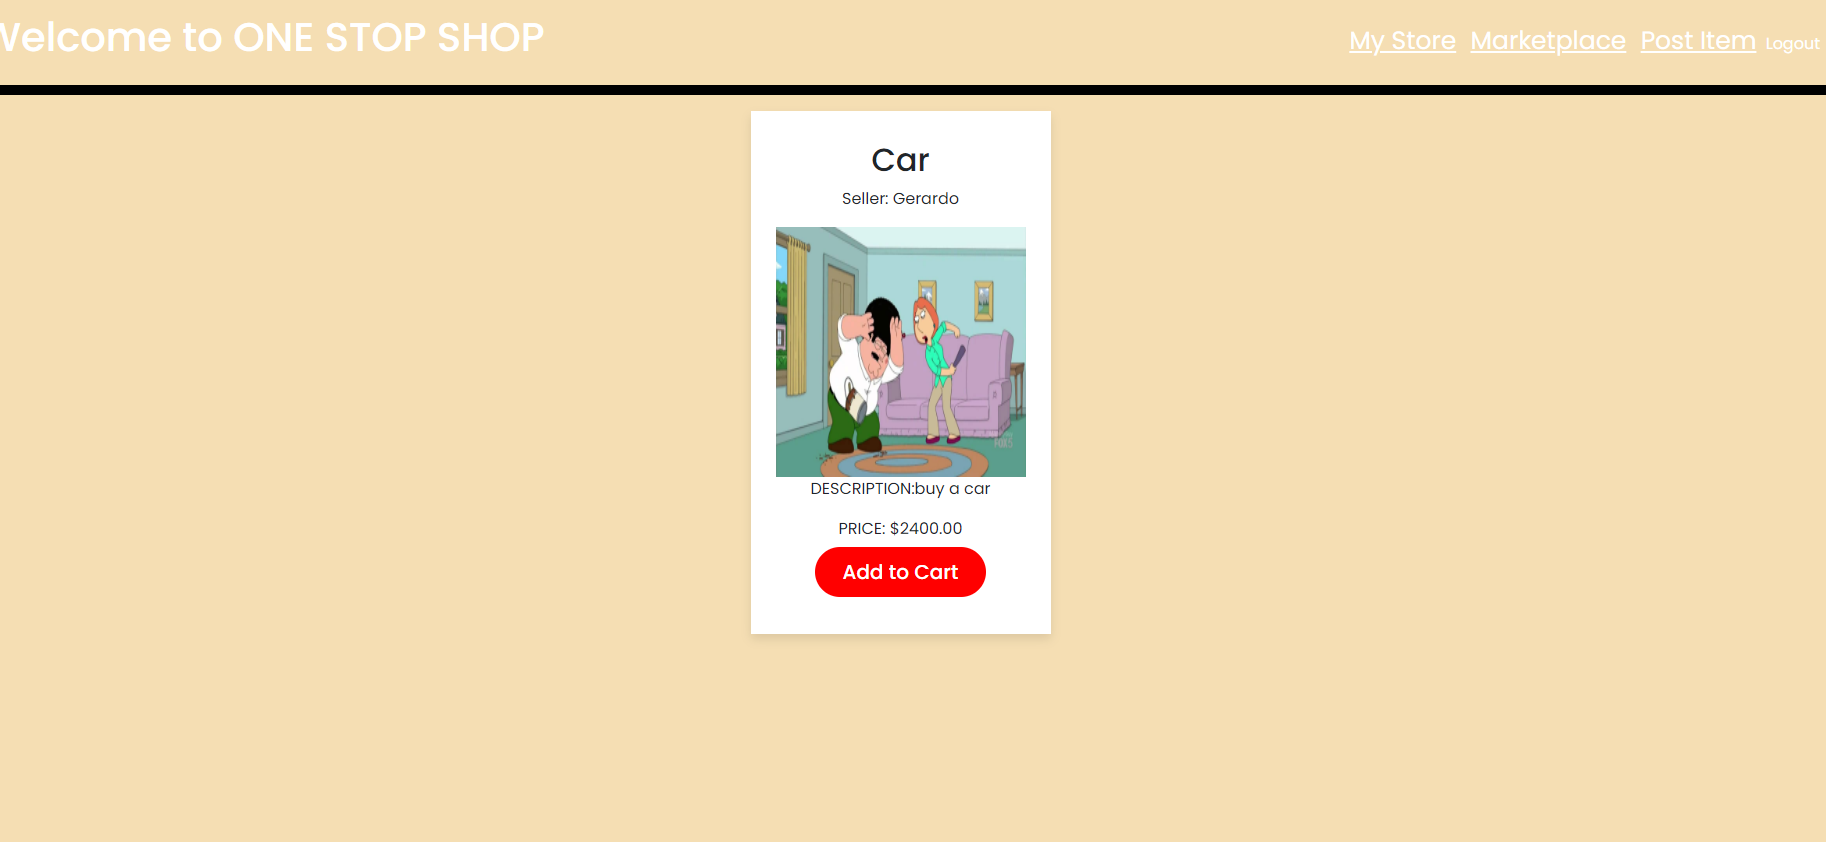 Welcome to ONE STOP SHOP
My Store Marketplace Post Item Logout
Car
Seller: Gerardo
DESCRIPTION:buy a car
PRICE: $2400.00
Add to Cart